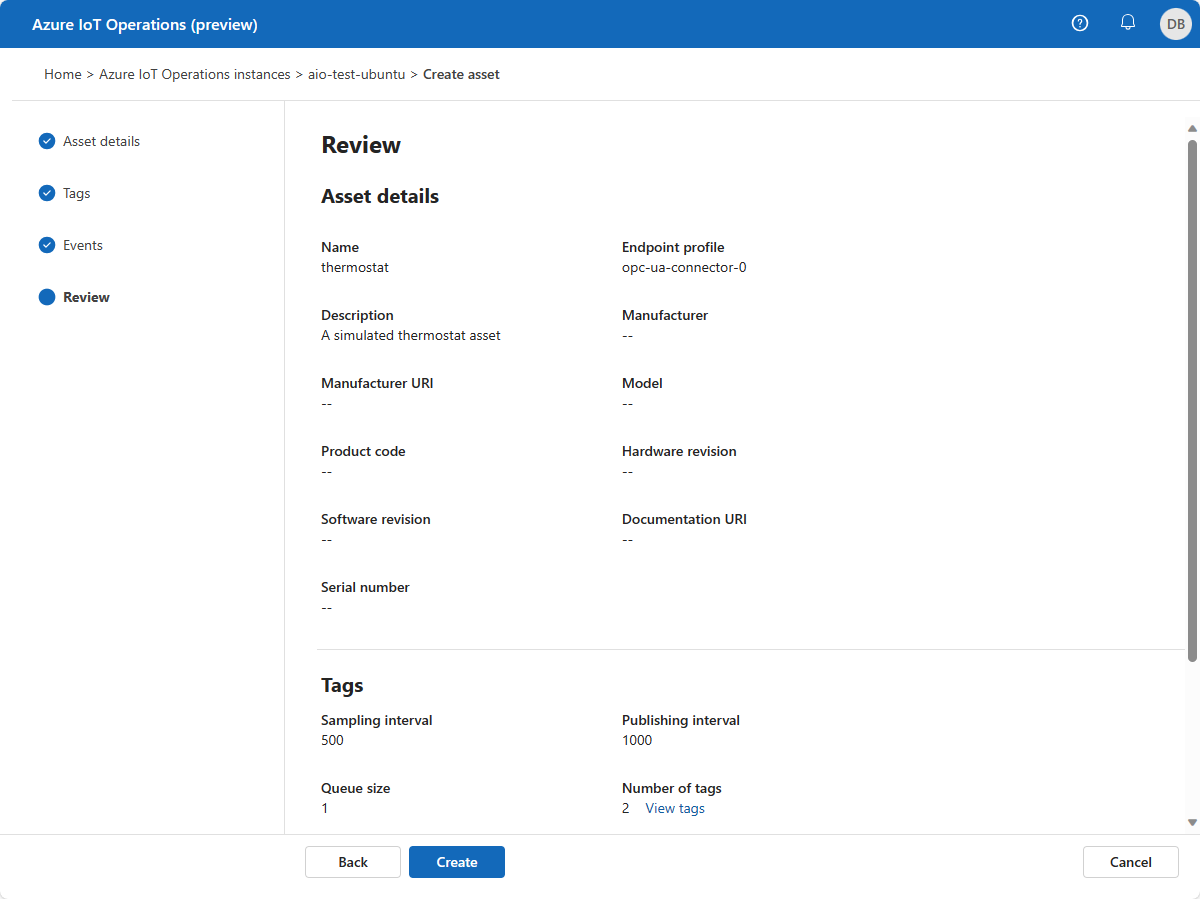 Azure IoT Operations (preview)
DB
Home > Azure IoT Operations instances > aio-test-ubuntu > Create asset
Asset details
Tags
Events
Review
Review
Asset details
Name
thermostat
Endpoint profile
opc-ua-connector-0
Description
A simulated thermostat asset
Manufacturer
--
Manufacturer URI
--
Model
--
Product code
--
Hardware revision
--
Software revision
--
Documentation URI
--
Serial number
--
Tags
Sampling interval
500
Publishing interval
1000
Queue size
1
Number of tags
2 View tags
Back
Create
Cancel